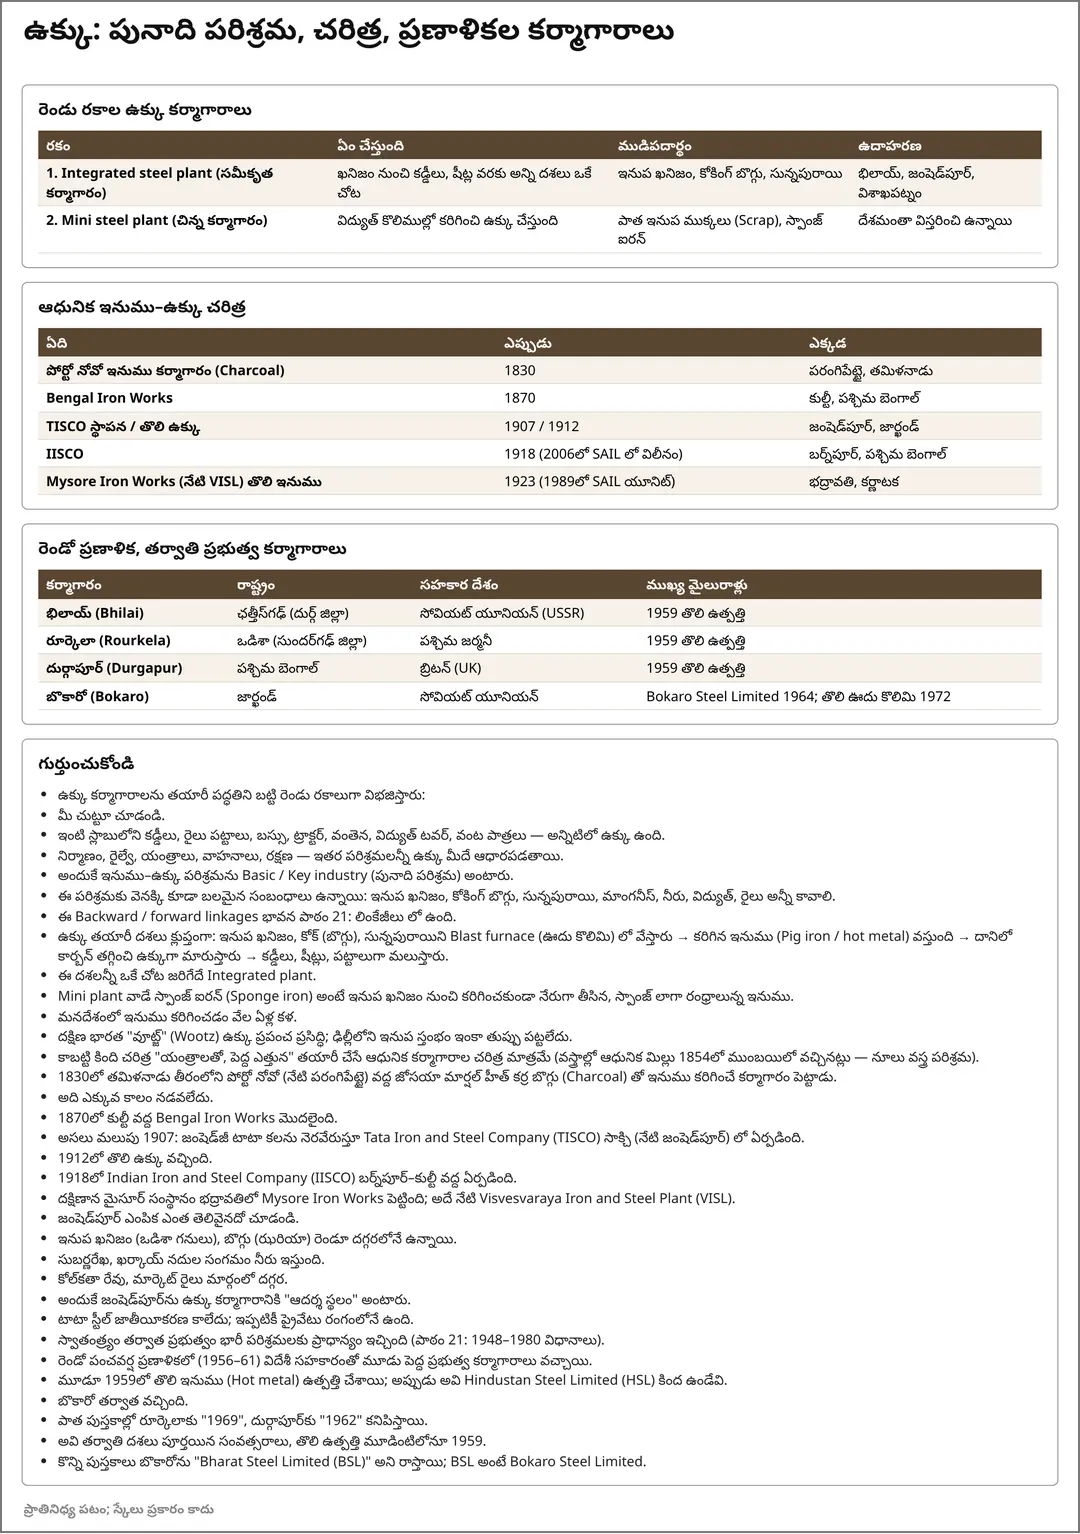 ఉక్కు: పునాది పరిశ్రమ, చరిత్ర, ప్రణాళికల కర్మాగారాలు
రెండు రకాల ఉక్కు కర్మాగారాలు
రకం ఏం చేస్తుంది ముడిపదార్థం ఉదాహరణ
1. Integrated steel plant (సమీకృత కర్మాగారం) ఖనిజం నుంచి కడ్డీలు, షీట్ల వరకు అన్ని దశలు ఒకే చోట ఇనుప ఖనిజం, కోకింగ్ బొగ్గు, సున్నపురాయి భిలాయ్, జంషెడ్‌పూర్, విశాఖపట్నం
2. Mini steel plant (చిన్న కర్మాగారం) విద్యుత్ కొలిముల్లో కరిగించి ఉక్కు చేస్తుంది పాత ఇనుప ముక్కలు (Scrap), స్పాంజ్ ఐరన్ దేశమంతా విస్తరించి ఉన్నాయి
ఆధునిక ఇనుము–ఉక్కు చరిత్ర
ఏది ఎప్పుడు ఎక్కడ
పోర్టో నోవో ఇనుము కర్మాగారం (Charcoal) 1830 పరంగిపేట్టై, తమిళనాడు
Bengal Iron Works 1870 కుల్టీ, పశ్చిమ బెంగాల్
TISCO స్థాపన / తొలి ఉక్కు 1907 / 1912 జంషెడ్‌పూర్, జార్ఖండ్
IISCO 1918 (2006లో SAIL లో విలీనం) బర్న్‌పూర్, పశ్చిమ బెంగాల్
Mysore Iron Works (నేటి VISL) తొలి ఇనుము 1923 (1989లో SAIL యూనిట్) భద్రావతి, కర్ణాటక
రెండో ప్రణాళిక, తర్వాతి ప్రభుత్వ కర్మాగారాలు
కర్మాగారం రాష్ట్రం సహకార దేశం ముఖ్య మైలురాళ్లు
భిలాయ్ (Bhilai) ఛత్తీస్‌గఢ్ (దుర్గ్ జిల్లా) సోవియట్ యూనియన్ (USSR) 1959 తొలి ఉత్పత్తి
రూర్కెలా (Rourkela) ఒడిశా (సుందర్‌గఢ్ జిల్లా) పశ్చిమ జర్మనీ 1959 తొలి ఉత్పత్తి
దుర్గాపూర్ (Durgapur) పశ్చిమ బెంగాల్ బ్రిటన్ (UK) 1959 తొలి ఉత్పత్తి
బొకారో (Bokaro) జార్ఖండ్ సోవియట్ యూనియన్ Bokaro Steel Limited 1964; తొలి ఊదు కొలిమి 1972
గుర్తుంచుకోండి
• ఉక్కు కర్మాగారాలను తయారీ పద్ధతిని బట్టి రెండు రకాలుగా విభజిస్తారు:
• మీ చుట్టూ చూడండి.
• ఇంటి స్లాబులోని కడ్డీలు, రైలు పట్టాలు, బస్సు, ట్రాక్టర్, వంతెన, విద్యుత్ టవర్, వంట పాత్రలు — అన్నిటిలో ఉక్కు ఉంది.
• నిర్మాణం, రైల్వే, యంత్రాలు, వాహనాలు, రక్షణ — ఇతర పరిశ్రమలన్నీ ఉక్కు మీదే ఆధారపడతాయి.
• అందుకే ఇనుము–ఉక్కు పరిశ్రమను Basic / Key industry (పునాది పరిశ్రమ) అంటారు.
• ఈ పరిశ్రమకు వెనక్కి కూడా బలమైన సంబంధాలు ఉన్నాయి: ఇనుప ఖనిజం, కోకింగ్ బొగ్గు, సున్నపురాయి, మాంగనీస్, నీరు, విద్యుత్, రైలు అన్నీ కావాలి.
• ఈ Backward / forward linkages భావన పాఠం 21: లింకేజీలు లో ఉంది.
• ఉక్కు తయారీ దశలు క్లుప్తంగా: ఇనుప ఖనిజం, కోక్ (బొగ్గు), సున్నపురాయిని Blast furnace (ఊదు కొలిమి) లో వేస్తారు → కరిగిన ఇనుము (Pig iron / hot metal) వస్తుంది → దానిలో
కార్బన్ తగ్గించి ఉక్కుగా మారుస్తారు → కడ్డీలు, షీట్లు, పట్టాలుగా మలుస్తారు.
• ఈ దశలన్నీ ఒకే చోట జరిగేదే Integrated plant.
• Mini plant వాడే స్పాంజ్ ఐరన్ (Sponge iron) అంటే ఇనుప ఖనిజం నుంచి కరిగించకుండా నేరుగా తీసిన, స్పాంజ్ లాగా రంధ్రాలున్న ఇనుము.
• మనదేశంలో ఇనుము కరిగించడం వేల ఏళ్ల కళ.
• దక్షిణ భారత "వూట్జ్" (Wootz) ఉక్కు ప్రపంచ ప్రసిద్ధి; ఢిల్లీలోని ఇనుప స్తంభం ఇంకా తుప్పు పట్టలేదు.
• కాబట్టి కింది చరిత్ర "యంత్రాలతో, పెద్ద ఎత్తున" తయారీ చేసే ఆధునిక కర్మాగారాల చరిత్ర మాత్రమే (వస్త్రాల్లో ఆధునిక మిల్లు 1854లో ముంబయిలో వచ్చినట్లు — నూలు వస్త్ర పరిశ్రమ).
• 1830లో తమిళనాడు తీరంలోని పోర్టో నోవో (నేటి పరంగిపేట్టై) వద్ద జోసయా మార్షల్ హీత్ కర్ర బొగ్గు (Charcoal) తో ఇనుము కరిగించే కర్మాగారం పెట్టాడు.
• అది ఎక్కువ కాలం నడవలేదు.
• 1870లో కుల్టీ వద్ద Bengal Iron Works మొదలైంది.
• అసలు మలుపు 1907: జంషెడ్‌జీ టాటా కలను నెరవేరుస్తూ Tata Iron and Steel Company (TISCO) సాక్చి (నేటి జంషెడ్‌పూర్) లో ఏర్పడింది.
• 1912లో తొలి ఉక్కు వచ్చింది.
• 1918లో Indian Iron and Steel Company (IISCO) బర్న్‌పూర్–కుల్టీ వద్ద ఏర్పడింది.
• దక్షిణాన మైసూర్ సంస్థానం భద్రావతిలో Mysore Iron Works పెట్టింది; అదే నేటి Visvesvaraya Iron and Steel Plant (VISL).
• జంషెడ్‌పూర్ ఎంపిక ఎంత తెలివైనదో చూడండి.
• ఇనుప ఖనిజం (ఒడిశా గనులు), బొగ్గు (ఝరియా) రెండూ దగ్గరలోనే ఉన్నాయి.
• సుబర్ణరేఖ, ఖర్కాయ్ నదుల సంగమం నీరు ఇస్తుంది.
• కోల్‌కతా రేవు, మార్కెట్ రైలు మార్గంలో దగ్గర.
• అందుకే జంషెడ్‌పూర్‌ను ఉక్కు కర్మాగారానికి "ఆదర్శ స్థలం" అంటారు.
• టాటా స్టీల్ జాతీయీకరణ కాలేదు; ఇప్పటికీ ప్రైవేటు రంగంలోనే ఉంది.
• స్వాతంత్ర్యం తర్వాత ప్రభుత్వం భారీ పరిశ్రమలకు ప్రాధాన్యం ఇచ్చింది (పాఠం 21: 1948–1980 విధానాలు).
• రెండో పంచవర్ష ప్రణాళికలో (1956–61) విదేశీ సహకారంతో మూడు పెద్ద ప్రభుత్వ కర్మాగారాలు వచ్చాయి.
• మూడూ 1959లో తొలి ఇనుము (Hot metal) ఉత్పత్తి చేశాయి; అప్పుడు అవి Hindustan Steel Limited (HSL) కింద ఉండేవి.
• బొకారో తర్వాత వచ్చింది.
• పాత పుస్తకాల్లో రూర్కెలాకు "1969", దుర్గాపూర్‌కు "1962" కనిపిస్తాయి.
• అవి తర్వాతి దశలు పూర్తయిన సంవత్సరాలు, తొలి ఉత్పత్తి మూడింటిలోనూ 1959.
• కొన్ని పుస్తకాలు బొకారోను "Bharat Steel Limited (BSL)" అని రాస్తాయి; BSL అంటే Bokaro Steel Limited.
ప్రాతినిధ్య పటం; స్కేలు ప్రకారం కాదు